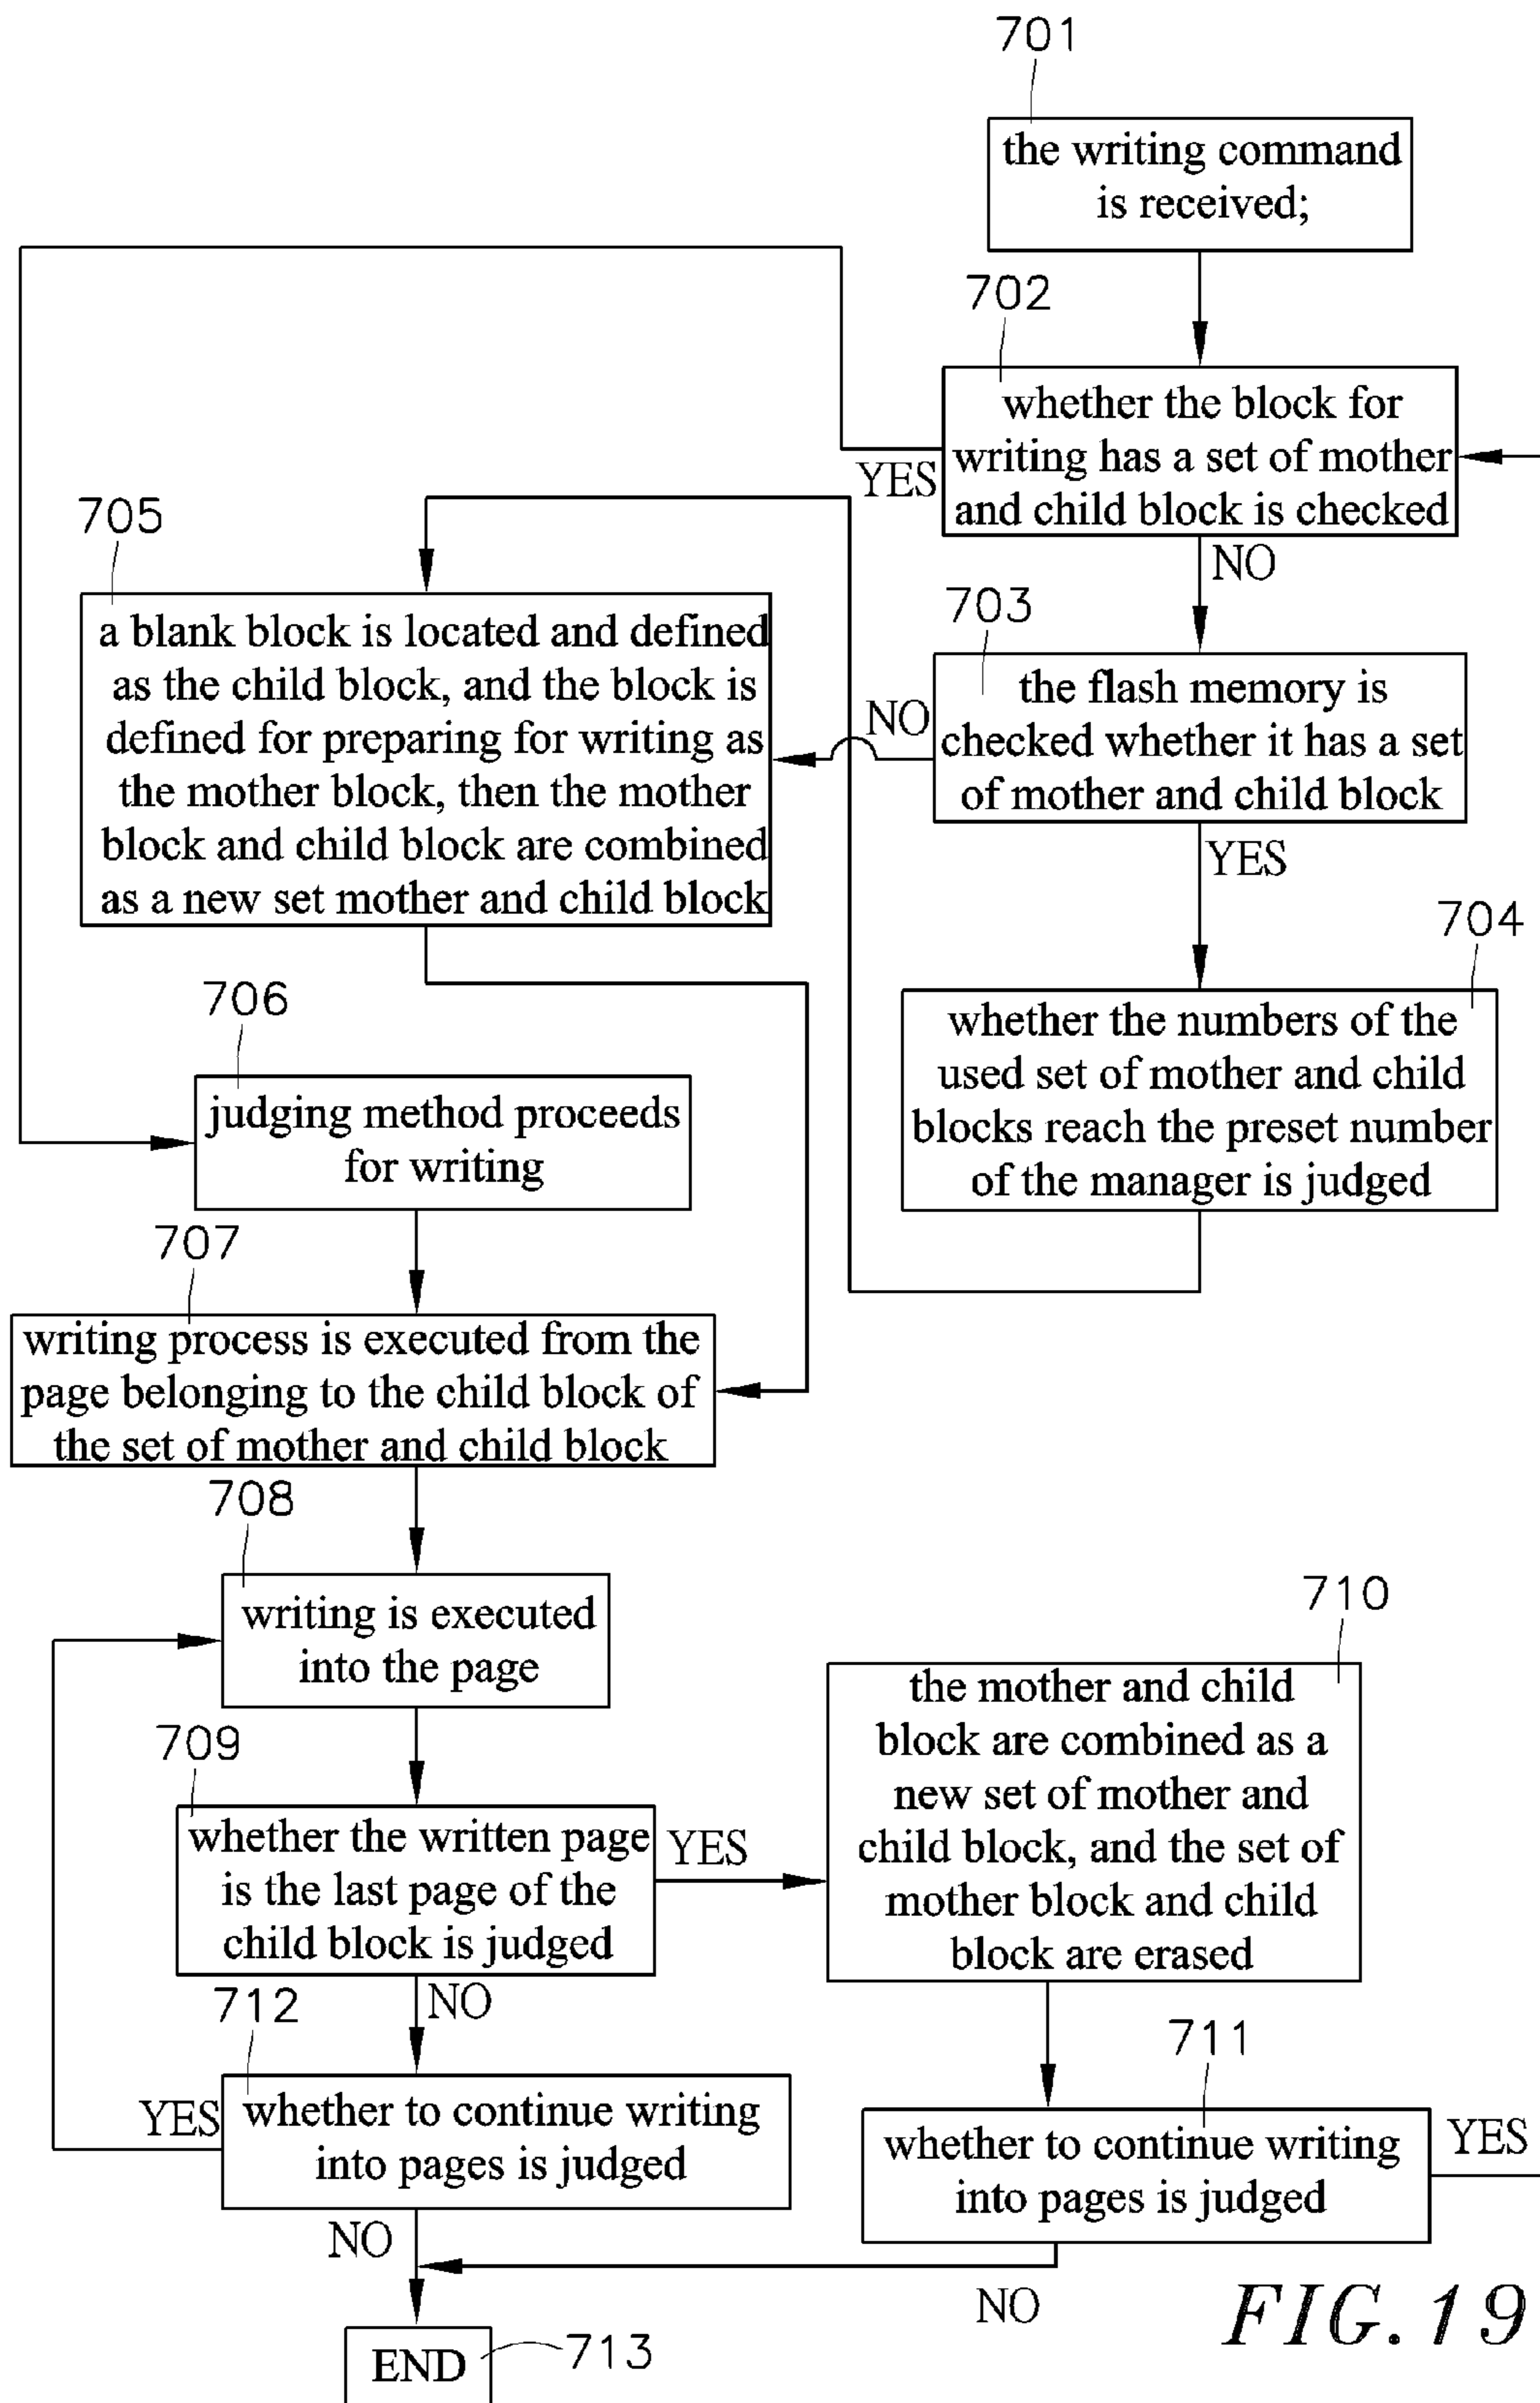 701
the writing command
is received;
702
whether the block for
writing has a set of mother
and child block is checked
YES
NO
703
the flash memory is
checked whether it has a set
of mother and child block
NO
YES
704
whether the numbers of the
used set of mother and child
blocks reach the preset number
of the manager is judged
705
a blank block is located and defined
as the child block, and the block is
defined for preparing for writing as
the mother block, then the mother
block and child block are combined
as a new set mother and child block
706
judging method proceeds
for writing
707
writing process is executed from the
page belonging to the child block of
the set of mother and child block
708
writing is executed
into the page
709
whether the written page
is the last page of the
child block is judged
YES
NO
710
the mother and child
block are combined as a
new set of mother and
child block, and the set of
mother block and child
block are erased
711
whether to continue writing
into pages is judged
YES
NO
712
whether to continue writing
into pages is judged
YES
NO
END
713
FIG.19